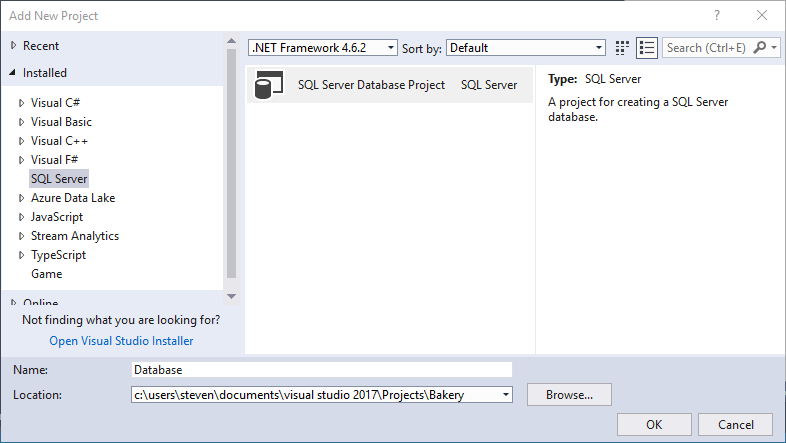 Add New Project
Recent
.NET Framework 4.6.2 Sort by: Default Search (Ctrl+E)
Installed
Visual C#
Visual Basic
Visual C++
Visual F#
SQL Server
Azure Data Lake
JavaScript
Stream Analytics
TypeScript
Game
Online
Not finding what you are looking for?
Open Visual Studio Installer
SQL Server Database Project SQL Server
Type: SQL Server
A project for creating a SQL Server
database.
Name: Database
Location: c:\users\steven\documents\visual studio 2017\Projects\Bakery Browse...
OK Cancel